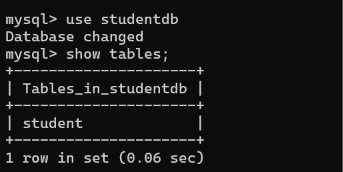 mysql> use studentdb
Database changed
mysql> show tables;
+---------------------+
| Tables_in_studentdb |
+---------------------+
| student             |
+---------------------+
1 row in set (0.06 sec)